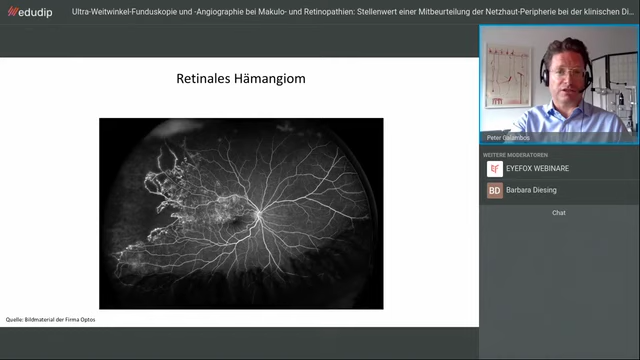 edudip
Ultra-Weitwinkel-Funduskopie und -Angiographie bei Makulo- und Retinopathien: Stellenwert einer Mitbeurteilung der Netzhaut-Peripherie bei der klinischen Di...
Retinales Hämangiom
Quelle: Bildmaterial der Firma Optos
Peter Galambos
WEITERE MODERATOREN
EYEFOX WEBINARE
BD
Barbara Diesing
Chat